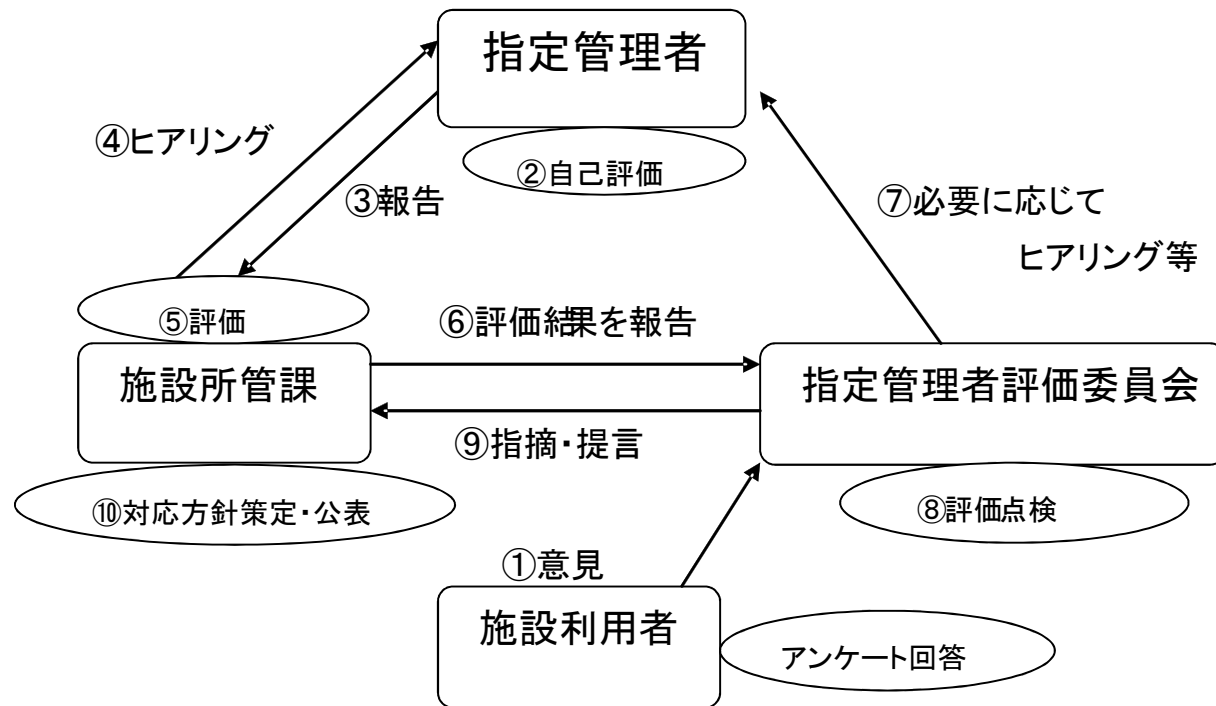 指定管理者
④ヒアリング
②自己評価
③報告
⑦必要に応じて
ヒアリング等
⑤評価
⑥評価結果を報告
施設所管課
指定管理者評価委員会
⑨指摘・提言
⑩対応方針策定・公表
⑧評価点検
①意見
施設利用者
アンケート回答